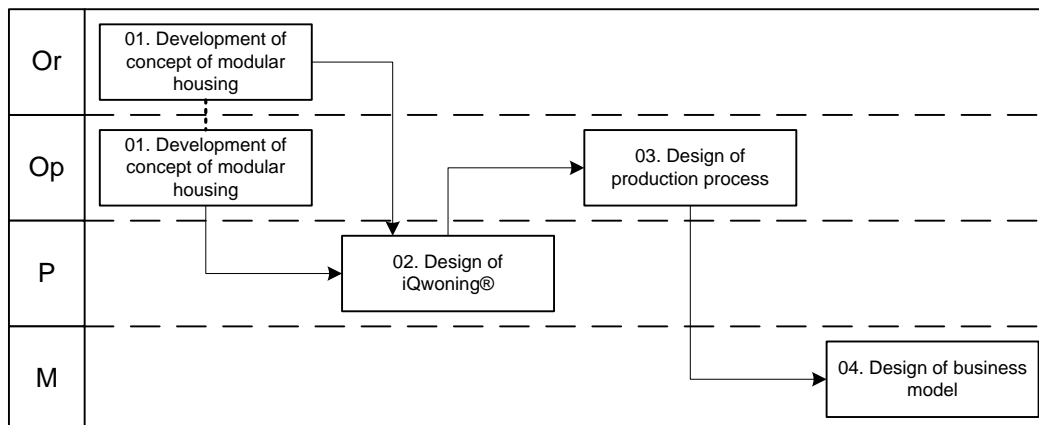 Or
01. Development of
concept of modular
housing
Op
01. Development of
concept of modular
housing
03. Design of
production process
P
02. Design of
iQwoning®
M
04. Design of business
model